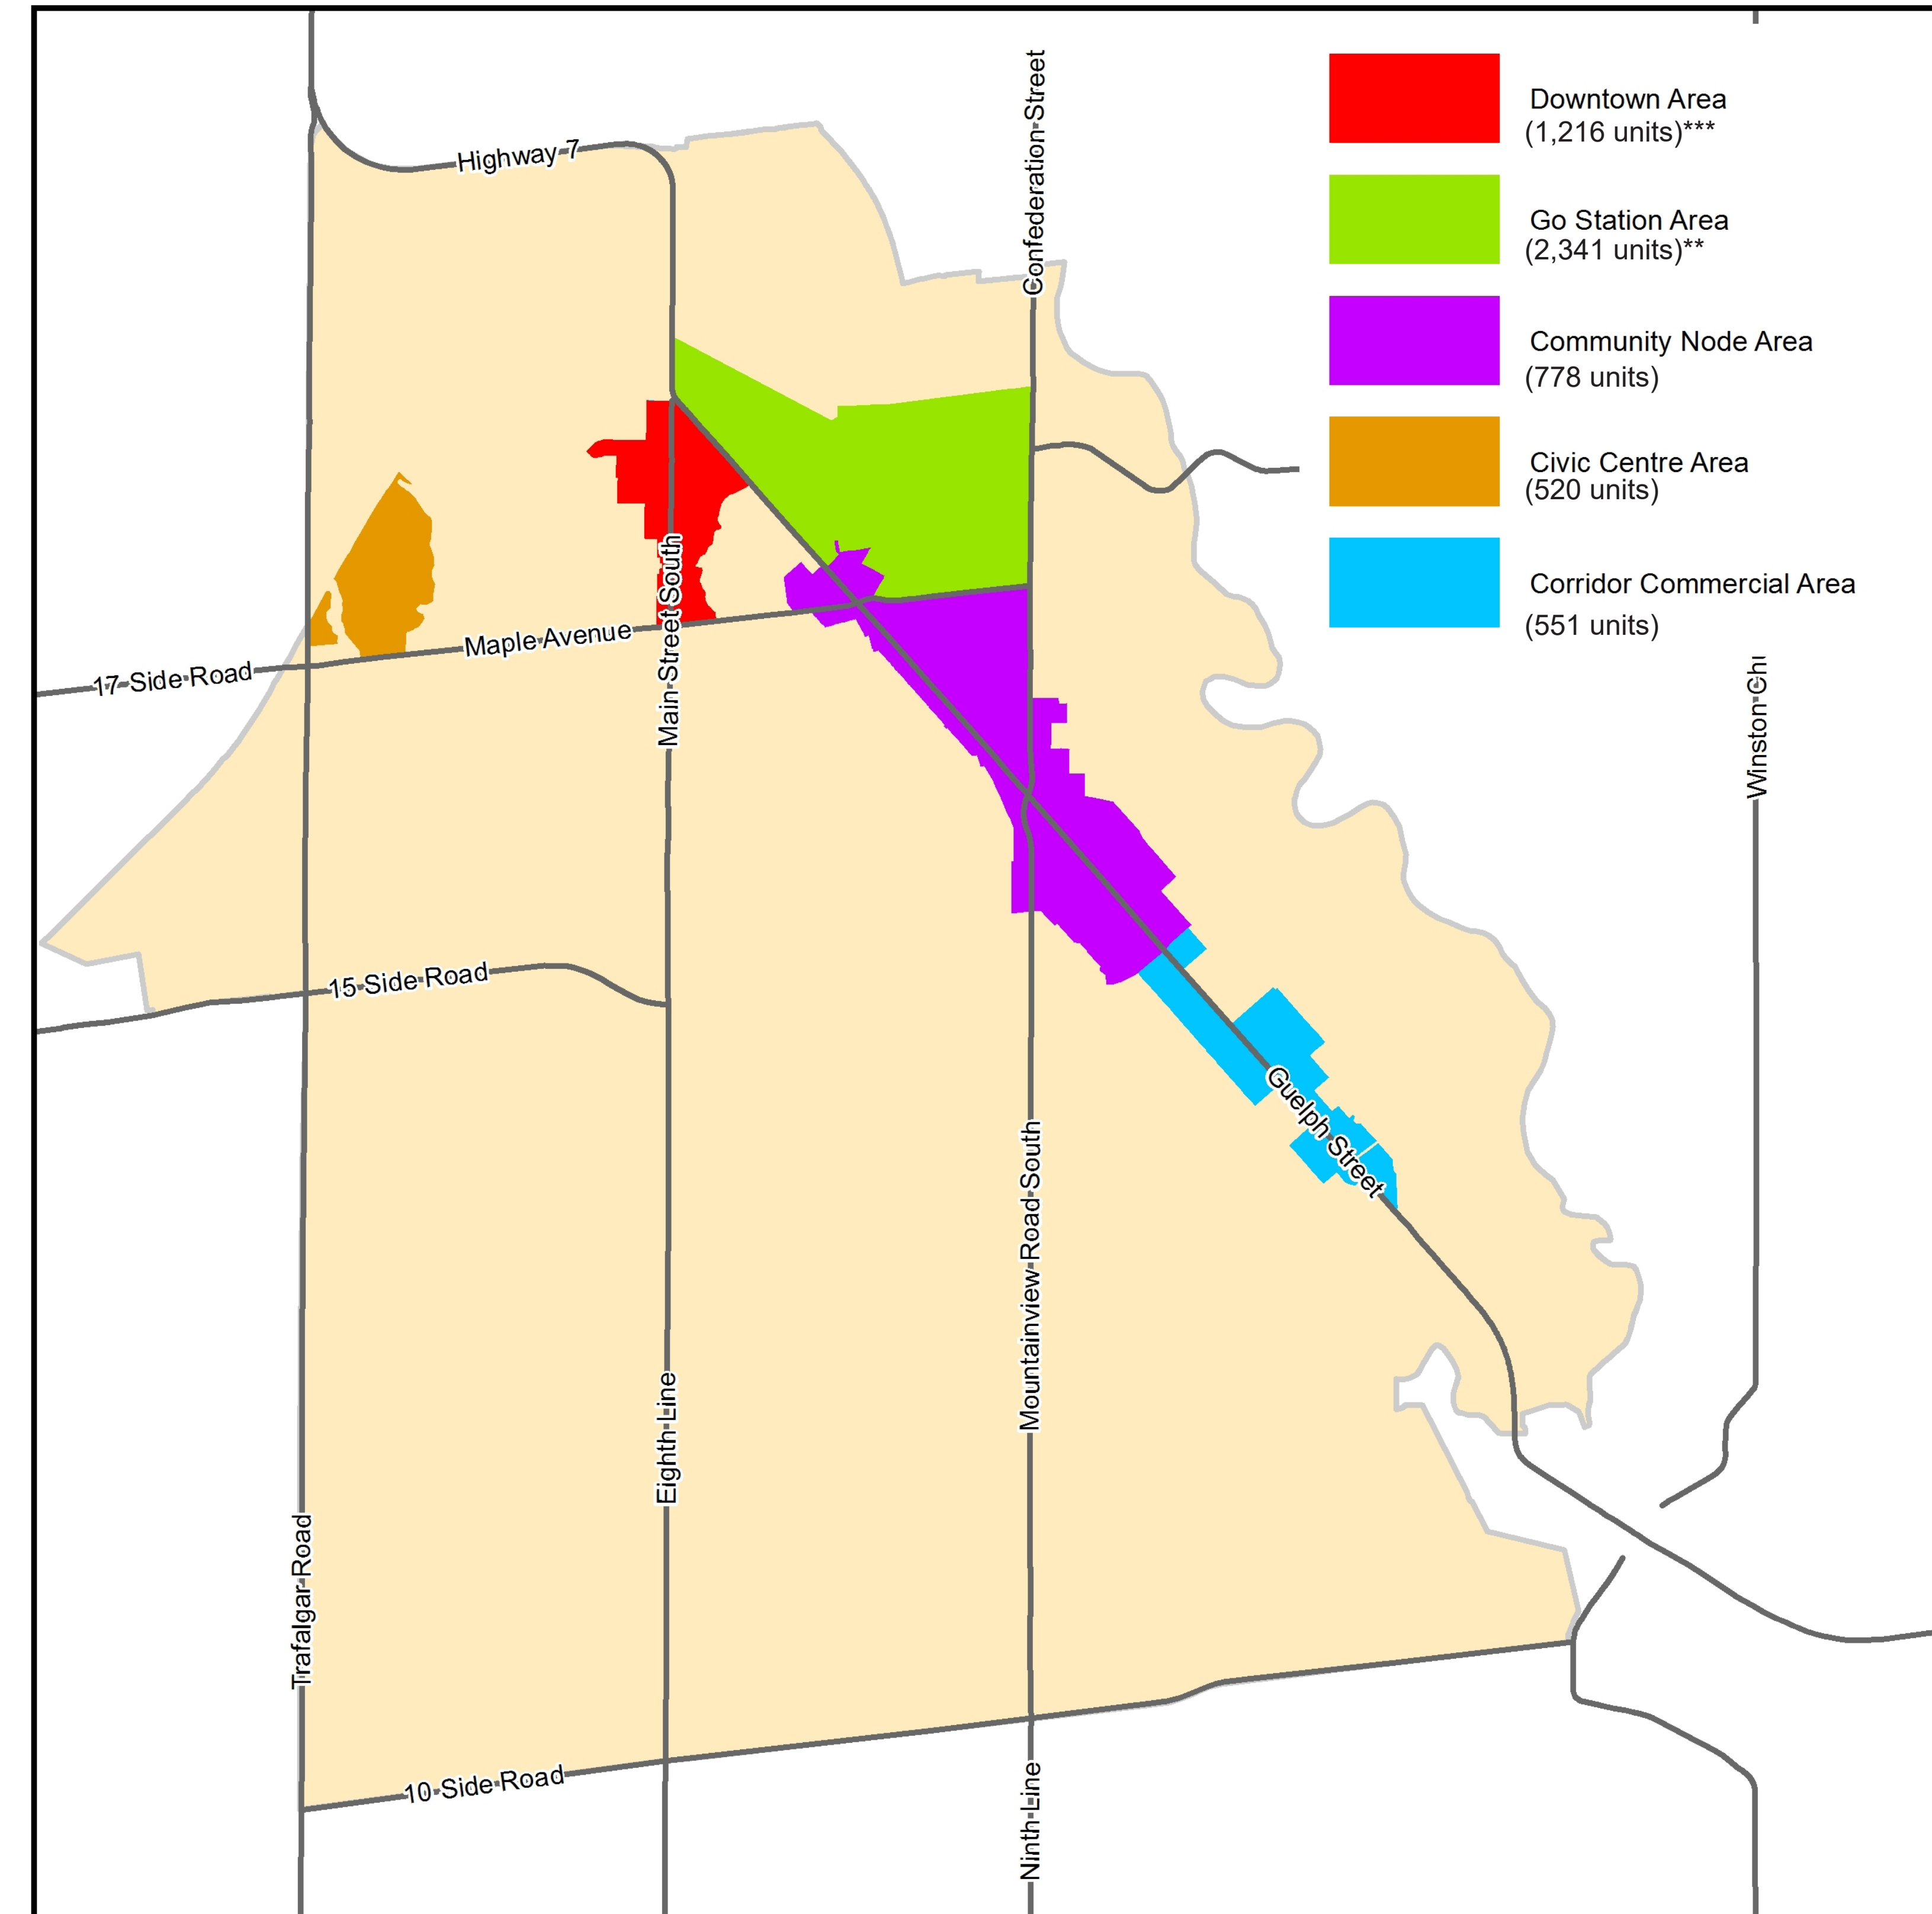 Confederation Street
Downtown Area
(1,216 units)***
Highway 7
Go Station Area
(2,341 units)**
Community Node Area
(778 units)
Civic Centre Area
(520 units)
Corridor Commercial Area
(551 units)
Main Street South
Maple Avenue
17 Side Road
Winston Chi
15 Side Road
Guelph Street
Mountainview Road South
Eighth Line
Trafalgar Road
10 Side Road
Ninth Line